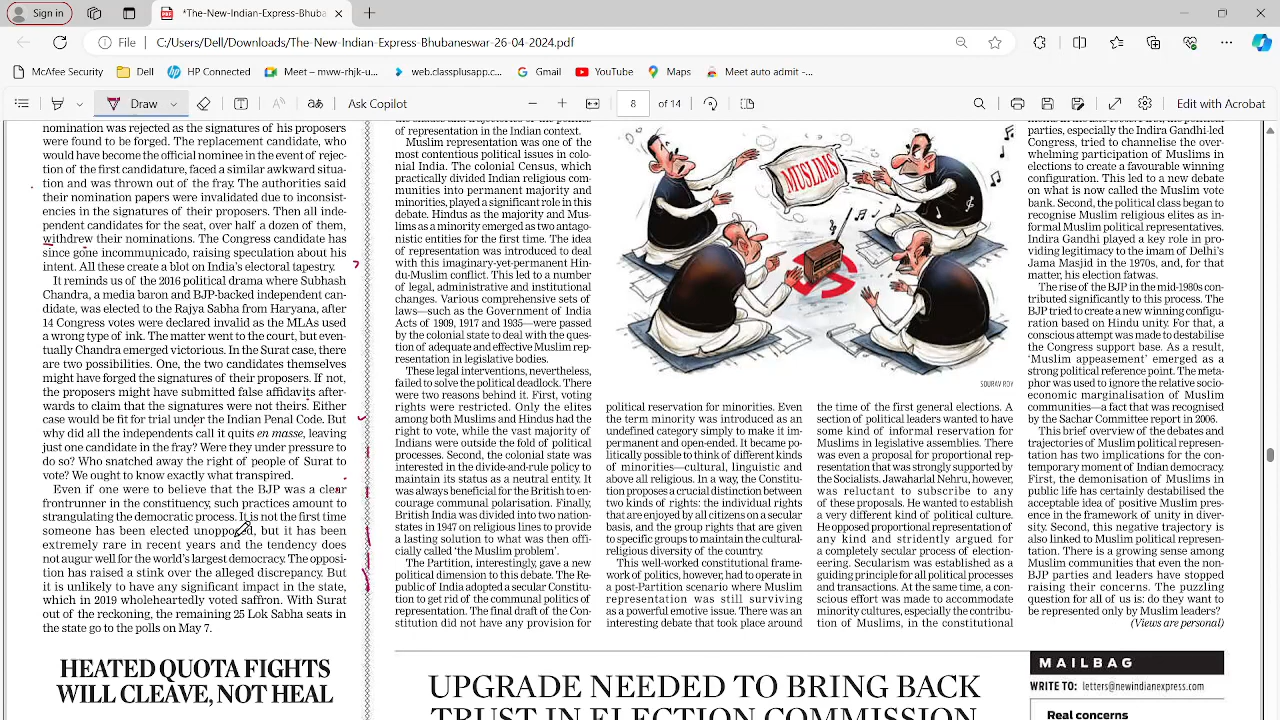 Sign in
*The-New-Indian-Express-Bhuba
File
C:/Users/Dell/Downloads/The-New-Indian-Express-Bhubaneswar-26-04-2024.pdf
McAfee Security
Dell
HP Connected
Meet – mww-rhjk-u...
web.classplusapp.c...
Gmail
YouTube
Maps
Meet auto admit -...
Draw
Ask Copilot
8
of 14
Edit with Acrobat
nomination was rejected as the signatures of his proposers
were found to be forged. The replacement candidate, who
would have become the official nominee in the event of rejec-
tion of the first candidature, faced a similar awkward situa-
tion and was thrown out of the fray. The authorities said
their nomination papers were invalidated due to inconsist-
encies in the signatures of their proposers. Then all inde-
pendent candidates for the seat, over half a dozen of them,
withdrew their nominations. The Congress candidate has
since gone incommunicado, raising speculation about his
intent. All these create a blot on India's electoral tapestry.
It reminds us of the 2016 political drama where Subhash
Chandra, a media baron and BJP-backed independent can-
didate, was elected to the Rajya Sabha from Haryana, after
14 Congress votes were declared invalid as the MLAs used
a wrong type of ink. The matter went to the court, but even-
tually Chandra emerged victorious. In the Surat case, there
are two possibilities. One, the two candidates themselves
might have forged the signatures of their proposers. If not,
the proposers might have submitted false affidavits after-
wards to claim that the signatures were not theirs. Either
case would be fit for trial under the Indian Penal Code. But
why did all the independents call it quits en masse, leaving
just one candidate in the fray? Were they under pressure to
do so? Who snatched away the right of people of Surat to
vote? We ought to know exactly what transpired.
Even if one were to believe that the BJP was a clear
frontrunner in the constituency, such practices amount to
strangulating the democratic process. It is not the first time
someone has been elected unopposed, but it has been
extremely rare in recent years and the tendency does
not augur well for the world's largest democracy. The opposi-
tion has raised a stink over the alleged discrepancy. But
it is unlikely to have any significant impact in the state,
which in 2019 wholeheartedly voted saffron. With Surat
out of the reckoning, the remaining 25 Lok Sabha seats in
the state go to the polls on May 7.
HEATED QUOTA FIGHTS
WILL CLEAVE, NOT HEAL
of representation in the Indian context.
Muslim representation was one of the
most contentious political issues in colo-
nial India. The colonial Census, which
practically divided Indian religious com-
munities into permanent majority and
minorities, played a significant role in this
debate. Hindus as the majority and Mus-
lims as a minority emerged as two antag-
onistic entities for the first time. The idea
of representation was introduced to deal
with this imaginary-yet-permanent Hin-
du-Muslim conflict. This led to a number
of legal, administrative and institutional
changes. Various comprehensive sets of
laws—such as the Government of India
Acts of 1909, 1917 and 1935—were passed
by the colonial state to deal with the ques-
tion of adequate and effective Muslim rep-
resentation in legislative bodies.
These legal solutions, nevertheless,
failed to solve the political deadlock. There
were two reasons behind it. First, voting
rights were restricted. Only the elites
among both Muslims and Hindus had the
right to vote, while the vast majority of
Indians were outside the fold of political
processes. Second, the colonial state was
interested in the divide-and-rule policy to
maintain its status as a neutral entity. It
was always beneficial for the British to en-
courage communal factionalism. Finally,
British India was divided into two nation-
states in 1947 on religious lines to provide
a lasting solution to what was then offi-
cially called 'the Muslim problem'.
The Partition, interestingly, gave a new
political dimension to this debate. The Re-
public of India adopted a secular Constitu-
tion to get rid of the communal politics of
representation. The final draft of the Con-
stitution did not have any provision for
MUSLIMS
SOURAV ROY
political reservation for minorities. Even
the term minority was introduced as an
undefined category simply to make it im-
permanent and open-ended. It became po-
litically possible to think of different kinds
of minorities—cultural, linguistic and
above all religious. In a way, the Constitu-
tion proposes a crucial distinction between
two kinds of rights: the individual rights
that are enjoyed by all citizens on a secular
basis, and the group rights that are given
to specific groups to maintain the cultural-
religious diversity of the country.
This well-worked constitutional frame-
work of politics, however, had to operate in
a post-Partition scenario where Muslim
representation was still surviving
as a powerful emotive issue. There was an
interesting debate that took place around
the time of the first general elections. A
section of political leaders wanted to have
some kind of informal reservation for
Muslims in legislative assemblies. There
was even a proposal for proportional rep-
resentation that was strongly supported by
the Socialists. Jawaharlal Nehru, however,
was reluctant to subscribe to any
of these proposals. He wanted to establish
a very different kind of political culture.
He opposed proportional representation of
any kind and stridently argued for
a completely secular process of election-
eering. Secularism was established as a
guiding principle for all political processes
and transactions. At the same time, a con-
scious effort was made to accommodate
minority cultures, especially the contribu-
tion of Muslims, in the constitutional
parties, especially the Indira Gandhi-led
Congress, tried to channelise the over-
whelming participation of Muslims in
elections to create a favourable winning
configuration. This led to a new debate
on what is now called the Muslim vote
bank. Second, the political class began to
recognise Muslim religious elites as in-
formal Muslim political representatives.
Indira Gandhi played a key role in pro-
viding legitimacy to the imam of Delhi's
Jama Masjid in the 1970s, and, for that
matter, his election fatwas.
The rise of the BJP in the mid-1980s con-
tributed significantly to this process. The
BJP tried to create a new winning configu-
ration based on Hindu unity. For that, a
conscious attempt was made to destabilise
the Congress support base. As a result,
'Muslim appeasement' emerged as a
strong political reference point. The meta-
phor was used to ignore the relative socio-
economic marginalisation of Muslim
communities—a fact that was recognised
by the Sachar Committee report in 2006.
This brief overview of the debates and
trajectories of Muslim political represen-
tation has two implications for the con-
temporary moment of Indian democracy.
First, the demonisation of Muslims in
public life has certainly destabilised the
acceptable idea of positive Muslim pres-
ence in the framework of unity in diver-
sity. Second, this negative trajectory is
also linked to Muslim political represen-
tation. There is a growing sense among
Muslim communities that even the non-
BJP parties and leaders have stopped
raising their concerns. The puzzling
question for all of us is: do they want to
be represented only by Muslim leaders?
(Views are personal)
UPGRADE NEEDED TO BRING BACK
TRUST IN ELECTION COMMISSION
MAILBAG
WRITE TO: letters@newindianexpress.com
Real concerns